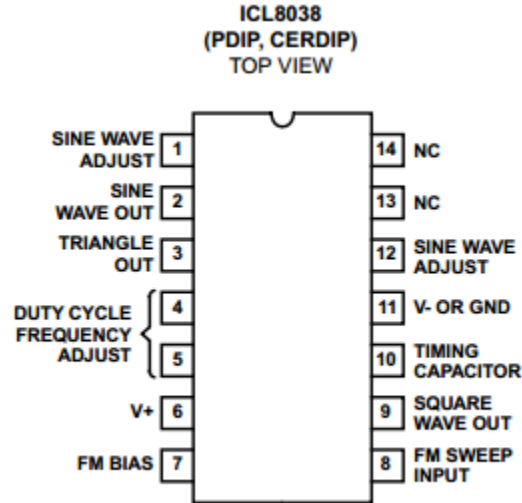 ICL8038
(PDIP, CERDIP)
TOP VIEW
SINE WAVE
ADJUST
1
SINE
WAVE OUT
2
TRIANGLE
OUT
3
DUTY CYCLE
FREQUENCY
ADJUST
4
5
V+
6
FM BIAS
7
14
NC
13
NC
12
SINE WAVE
ADJUST
11
V- OR GND
10
TIMING
CAPACITOR
9
SQUARE
WAVE OUT
8
FM SWEEP
INPUT